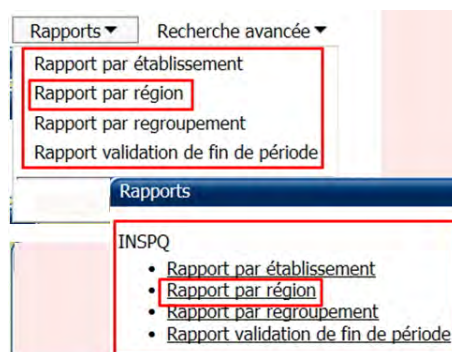 Rapports▼ Recherche avancée▼
Rapport par établissement
Rapport par région
Rapport par regroupement
Rapport validation de fin de période
Rapports
INSPQ
• Rapport par établissement
• Rapport par région
• Rapport par regroupement
• Rapport validation de fin de période